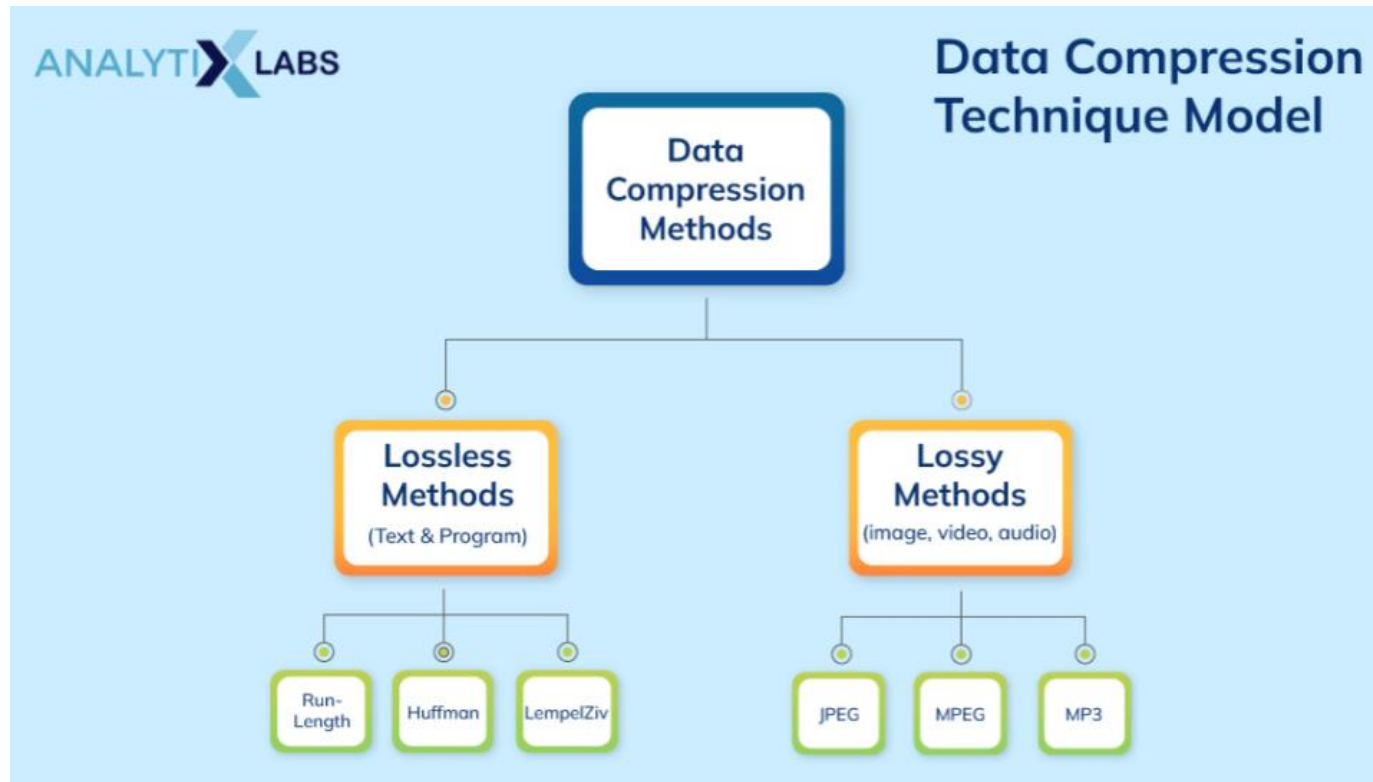 ANALYTIX LABS
Data Compression
Technique Model
Data
Compression
Methods
Lossless
Methods
(Text & Program)
Lossy
Methods
(image, video, audio)
Run-
Length
Huffman
LempelZiv
JPEG
MPEG
MP3